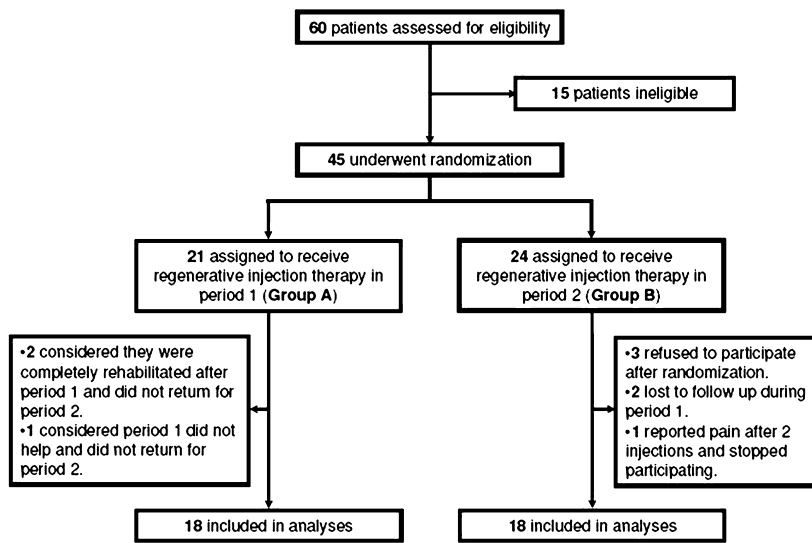 60 patients assessed for eligibility
15 patients ineligible
45 underwent randomization
21 assigned to receive
regenerative injection therapy in
period 1 (Group A)
24 assigned to receive
regenerative injection therapy in
period 2 (Group B)
•2 considered they were
completely rehabilitated after
period 1 and did not return for
period 2.
•1 considered period 1 did not
help and did not return for
period 2.
•3 refused to participate
after randomization.
•2 lost to follow up during
period 1.
•1 reported pain after 2
injections and stopped
participating.
18 included in analyses
18 included in analyses